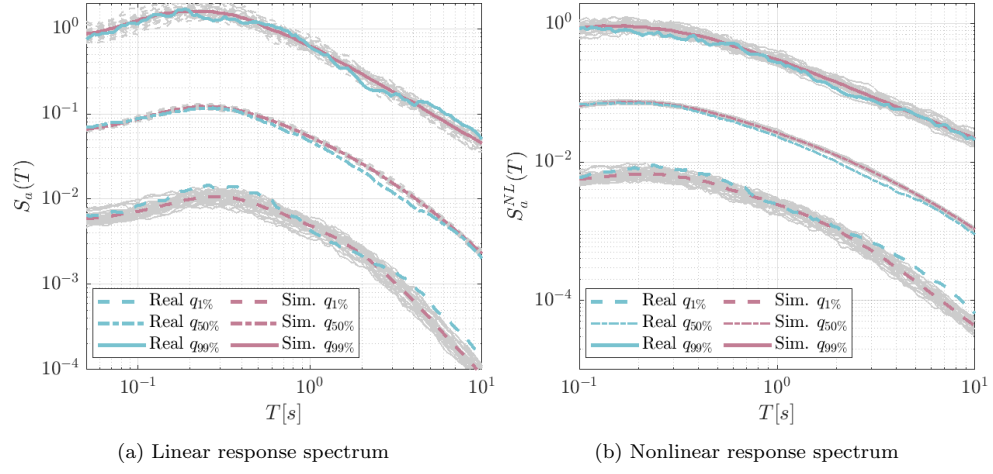 10^0
10^-1
10^-2
10^-3
10^-4
S_a(T)
Real q_1%
Real q_50%
Real q_99%
Sim. q_1%
Sim. q_50%
Sim. q_99%
10^-1
10^0
10^1
T[s]
(a) Linear response spectrum
10^0
10^-2
10^-4
S_a^NL(T)
Real q_1%
Real q_50%
Real q_99%
Sim. q_1%
Sim. q_50%
Sim. q_99%
10^-1
10^0
10^1
T[s]
(b) Nonlinear response spectrum